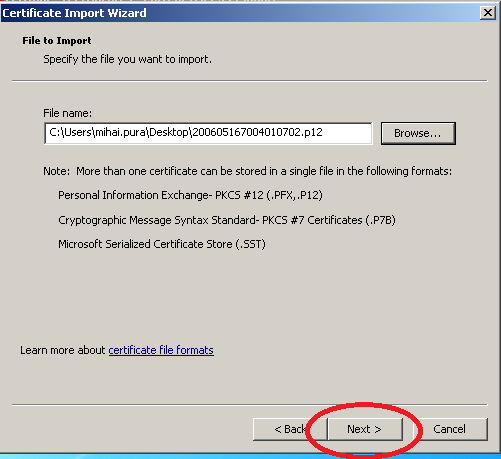 Certificate Import Wizard
File to Import
Specify the file you want to import.
File name:
C:\Users\mihai.pura\Desktop\200605167004010702.p12
Browse...
Note: More than one certificate can be stored in a single file in the following formats:
Personal Information Exchange- PKCS #12 (.PFX,.P12)
Cryptographic Message Syntax Standard- PKCS #7 Certificates (.P7B)
Microsoft Serialized Certificate Store (.SST)
Learn more about certificate file formats
< Back
Next >
Cancel